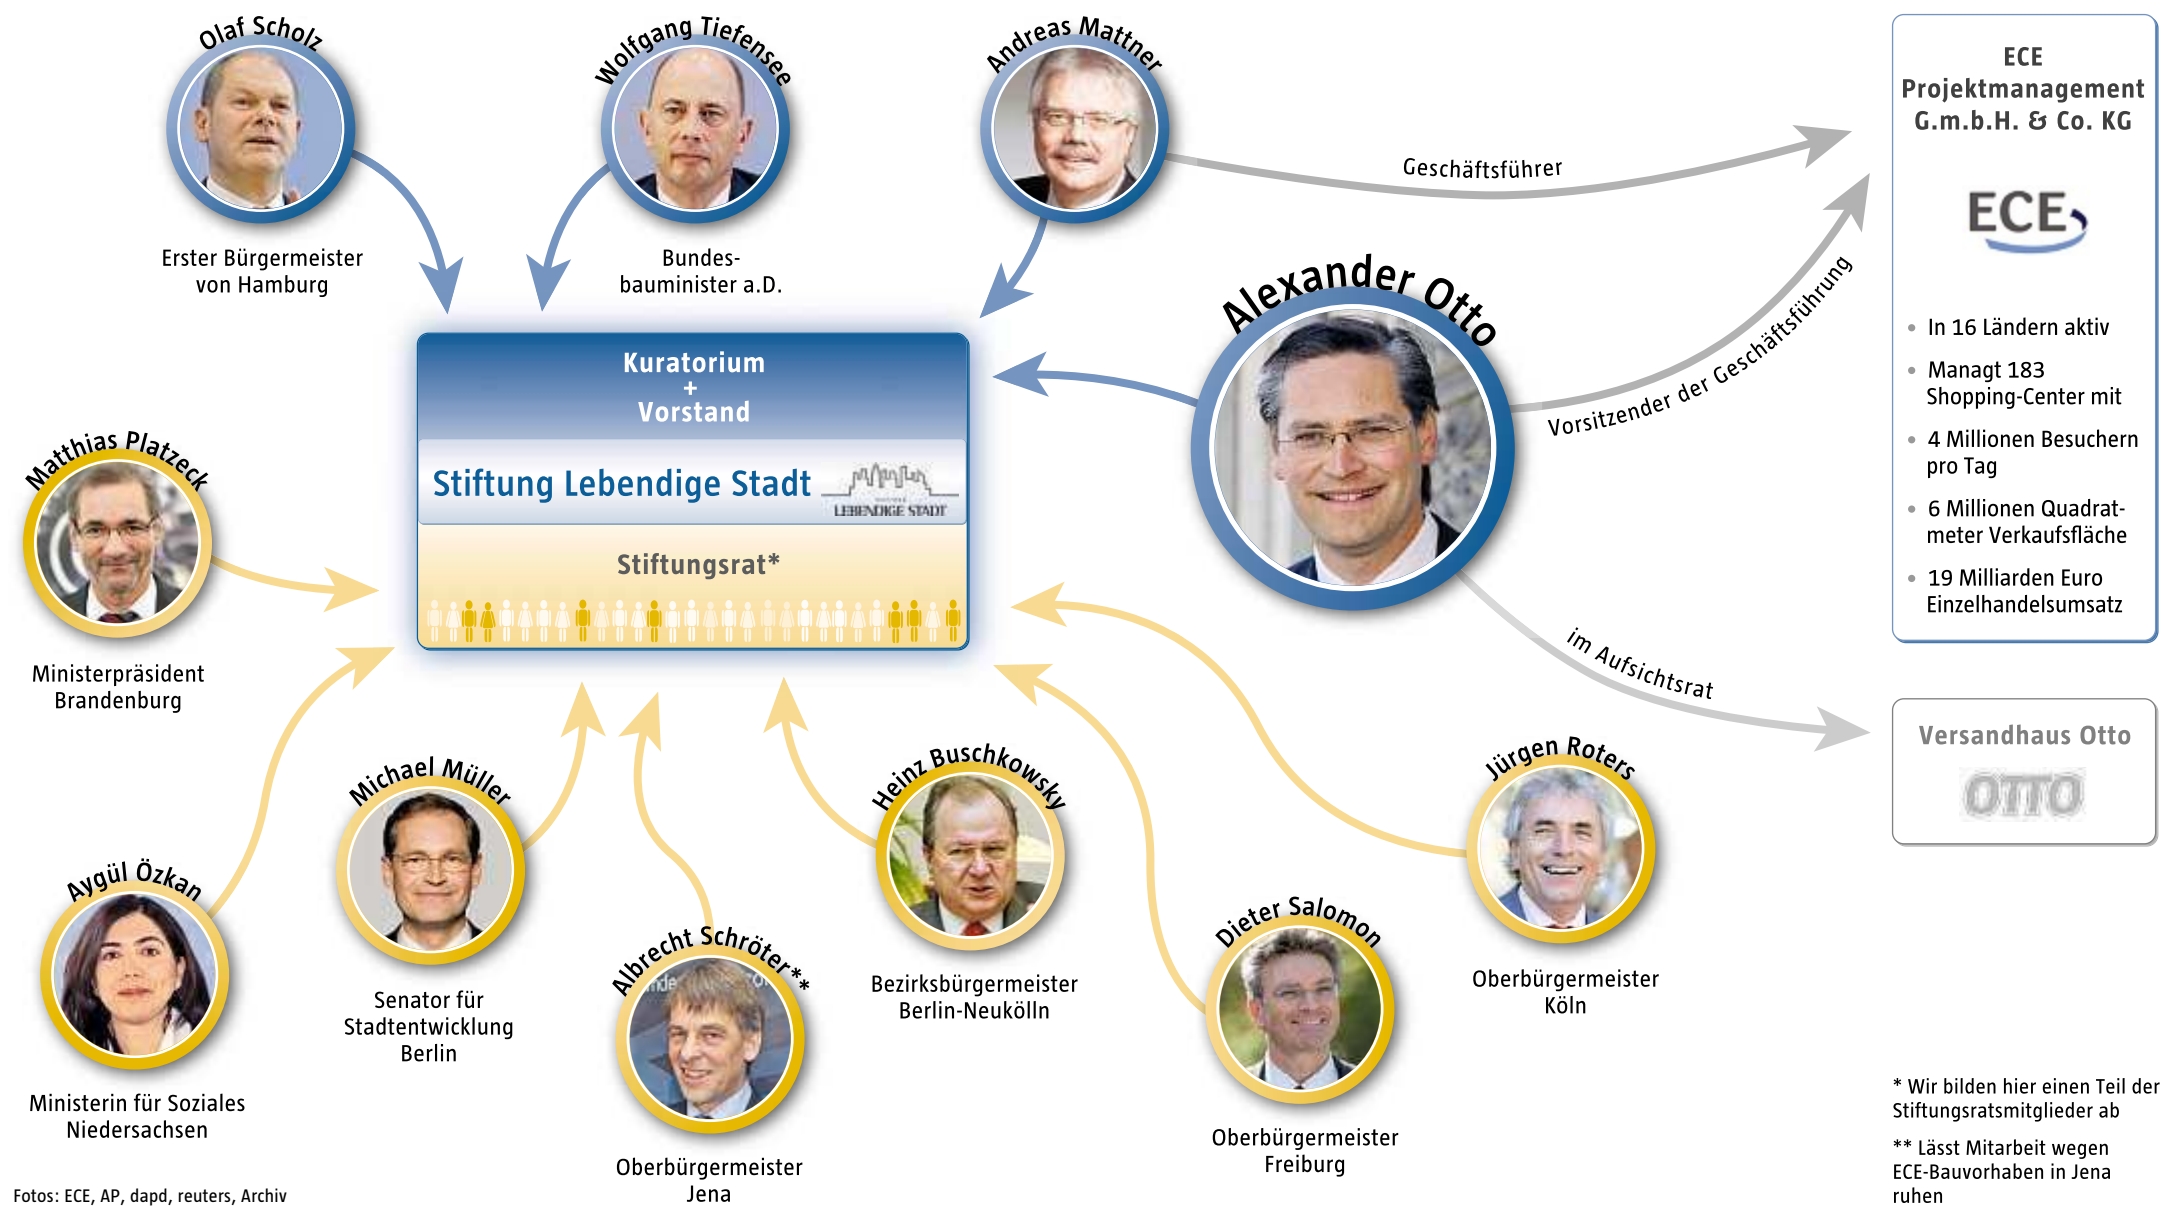 Olaf Scholz
Erster Bürgermeister
von Hamburg
Wolfgang Tiefensee
Bundes-
bauminister a.D.
Andreas Mattner
Geschäftsführer
Alexander Otto
Vorsitzender der Geschäftsführung
im Aufsichtsrat
ECE
Projektmanagement
G.m.b.H. & Co. KG
ECE
• In 16 Ländern aktiv
• Managt 183
Shopping-Center mit
• 4 Millionen Besuchern
pro Tag
• 6 Millionen Quadrat-
meter Verkaufsfläche
• 19 Milliarden Euro
Einzelhandelsumsatz
Versandhaus Otto
OTTO
Kuratorium
+
Vorstand
Stiftung Lebendige Stadt
LEBENDIGE STADT
Stiftungsrat*
Matthias Platzeck
Ministerpräsident
Brandenburg
Aygül Özkan
Ministerin für Soziales
Niedersachsen
Michael Müller
Senator für
Stadtentwicklung
Berlin
Albrecht Schröter**
Oberbürgermeister
Jena
Heinz Buschkowsky
Bezirksbürgermeister
Berlin-Neukölln
Dieter Salomon
Oberbürgermeister
Freiburg
Jürgen Roters
Oberbürgermeister
Köln
* Wir bilden hier einen Teil der
Stiftungsratsmitglieder ab
** Lässt Mitarbeit wegen
ECE-Bauvorhaben in Jena
ruhen
Fotos: ECE, AP, dapd, reuters, Archiv